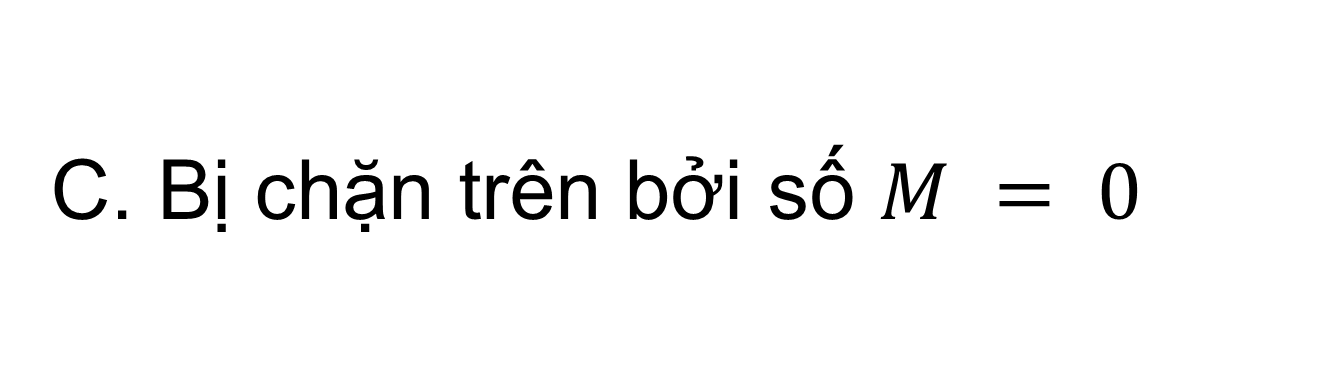 C. Bị chặn trên bởi số M = 0